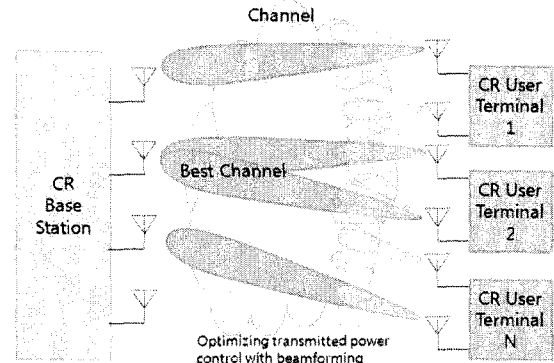 Channel
CR User
Terminal
1
Best Channel
CR
Base
Station
CR User
Terminal
2
CR User
Terminal
N
Optimizing transmitted power
control with beamforming